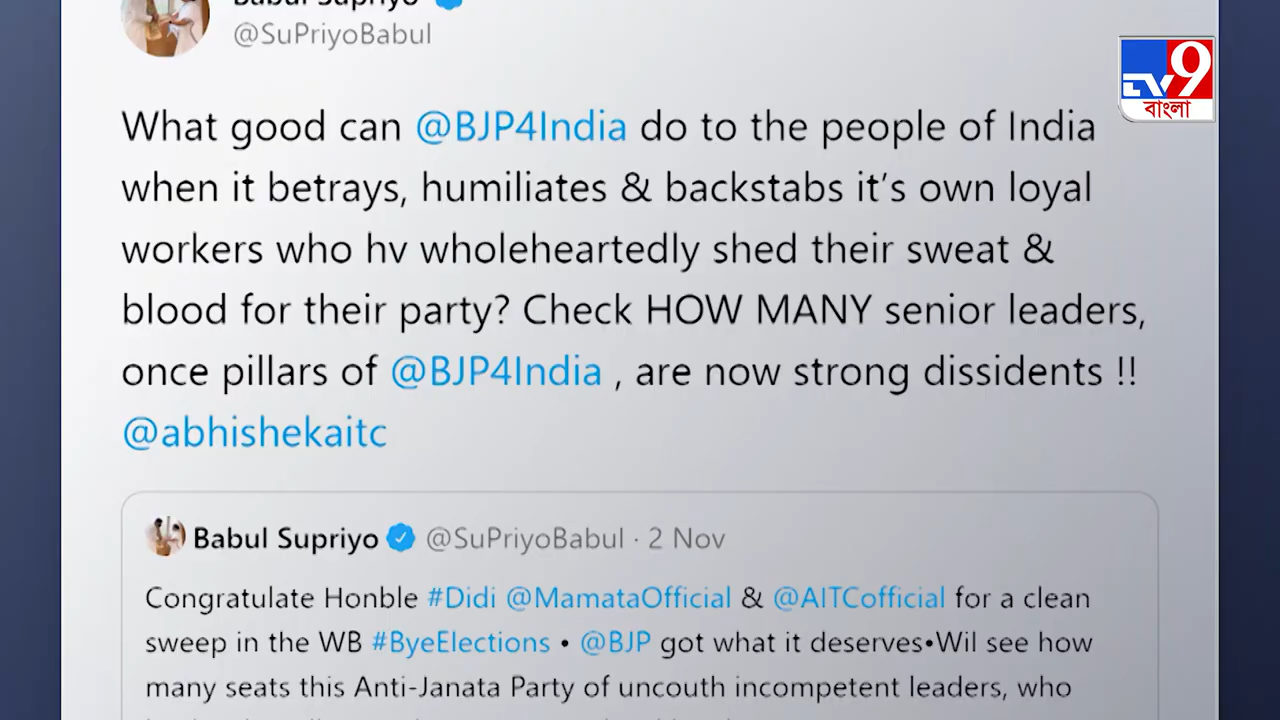 Babul Supriyo
@SuPriyoBabul
TV9
বাংলা
What good can @BJP4India do to the people of India
when it betrays, humiliates & backstabs it's own loyal
workers who hv wholeheartedly shed their sweat &
blood for their party? Check HOW MANY senior leaders,
once pillars of @BJP4India , are now strong dissidents !!
@abhishekaitc
Babul Supriyo @SuPriyoBabul · 2 Nov
Congratulate Honble #Didi @MamataOfficial & @AITCofficial for a clean
sweep in the WB #ByeElections • @BJP got what it deserves•Wil see how
many seats this Anti-Janata Party of uncouth incompetent leaders, who